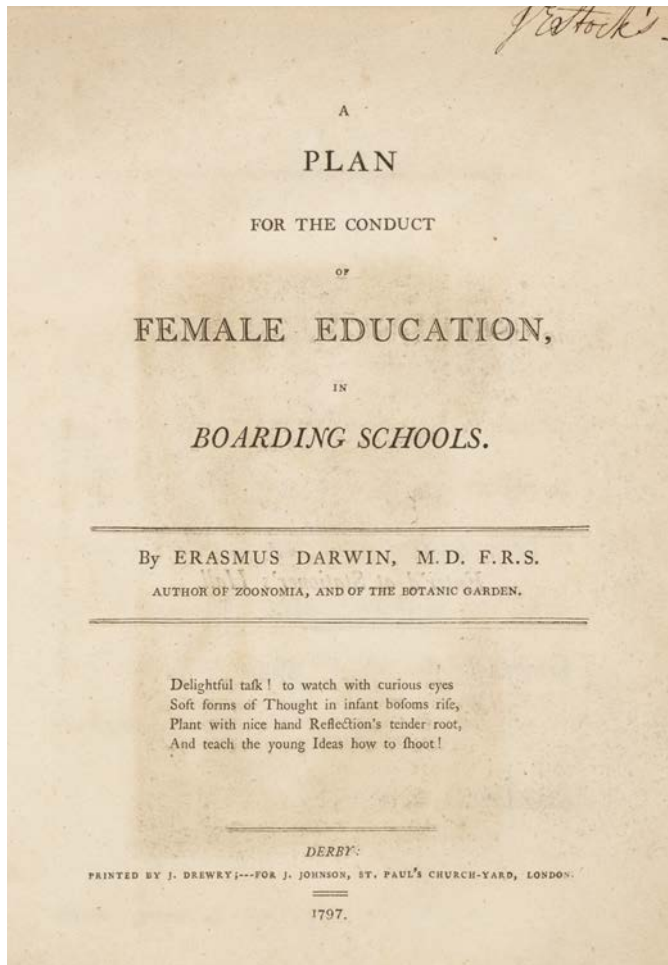 A
PLAN
FOR THE CONDUCT
OF
FEMALE EDUCATION,
IN
BOARDING SCHOOLS.
By ERASMUS DARWIN, M.D. F.R.S.
AUTHOR OF ZOONOMIA, AND OF THE BOTANIC GARDEN.
Delightful taſk! to watch with curious eyes
Soft forms of Thought in infant boſoms riſe,
Plant with nice hand Reflection's tender root,
And teach the young Ideas how to ſhoot!
DERBY:
PRINTED BY J. DREWRY;---FOR J. JOHNSON, ST. PAUL'S CHURCH-YARD, LONDON.
1797.